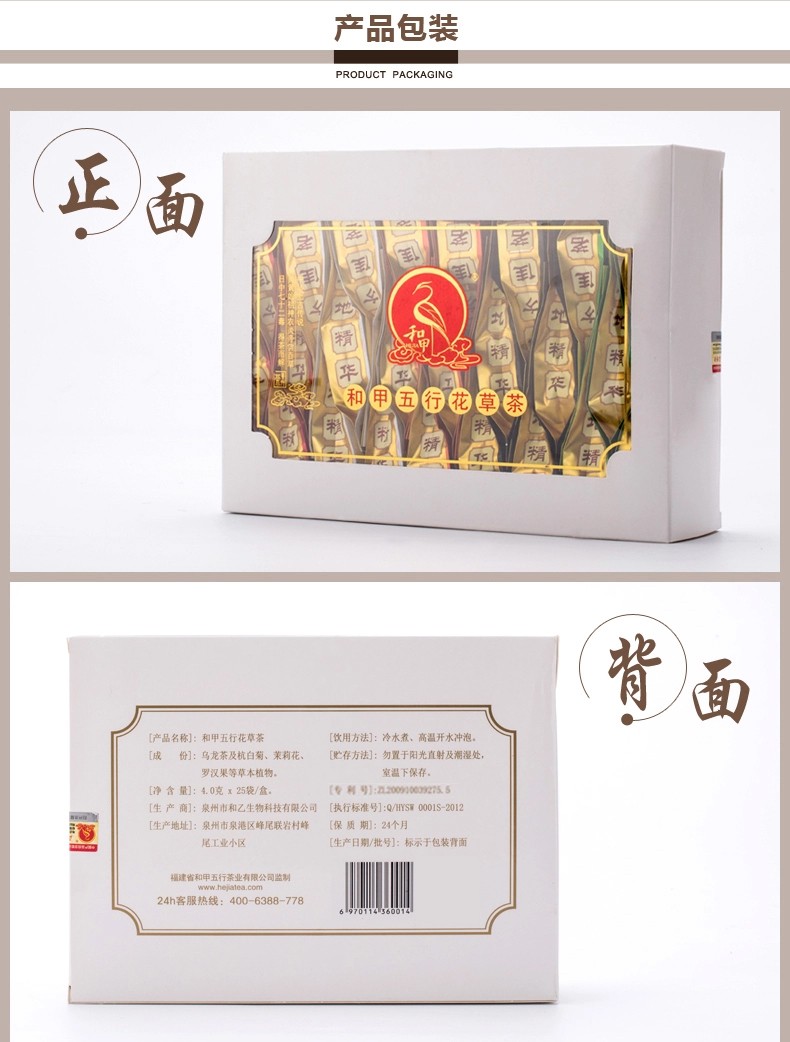 产品包装
PRODUCT PACKAGING
正面
和甲
和甲五行花草茶
背面
[产品名称]: 和甲五行花草茶
[成 份]: 乌龙茶及杭白菊、茉莉花、
罗汉果等草本植物。
[净 含 量]: 4.0克 x 25袋/盒。
[生 产 商]: 泉州市和乙生物科技有限公司
[生产地址]: 泉州市泉港区峰尾联岩村峰
尾工业小区
[饮用方法]: 冷水煮、高温开水冲泡。
[贮存方法]: 勿置于阳光直射及潮湿处,
室温下保存。
[专 利 号]:ZL200910039275.5
[执行标准号]:Q/HYSW 0001S-2012
[保 质 期]: 24个月
[生产日期/批号]: 标示于包装背面
福建省和甲五行茶业有限公司监制
www.hejiatea.com
24h客服热线: 400-6388-778
6 970114 360014